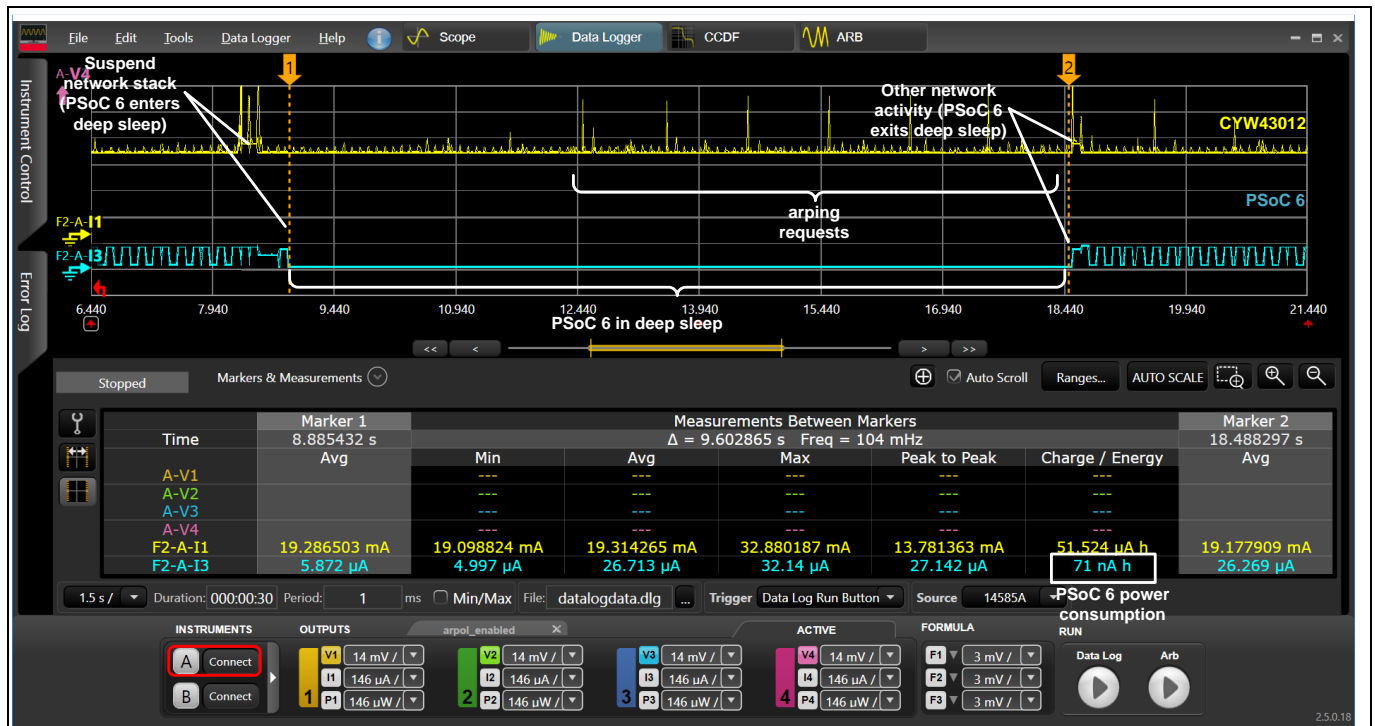 File Edit Tools Data Logger Help i Scope Data Logger CCDF ARB
Instrument Control
Error Log
A-V4
Suspend
network stack
(PSoC 6 enters
deep sleep)
1
2
Other network
activity (PSoC 6
exits deep sleep)
CYW43012
PSoC 6
arping
requests
F2-A-I1
F2-A-I3
6.440 7.940 9.440 10.940 12.440 13.940 15.440 16.940 18.440 19.940 21.440
PSoC 6 in deep sleep
<< < > >>
Stopped Markers & Measurements Auto Scroll Ranges... AUTO SCALE
Marker 1 Measurements Between Markers Marker 2
Time 8.885432 s Δ = 9.602865 s Freq = 104 mHz 18.488297 s
Avg Min Avg Max Peak to Peak Charge / Energy Avg
A-V1 --- --- --- --- ---
A-V2 --- --- --- --- ---
A-V3 --- --- --- --- ---
A-V4 --- --- --- --- ---
F2-A-I1 19.286503 mA 19.098824 mA 19.314265 mA 32.880187 mA 13.781363 mA 51.524 µA h 19.177909 mA
F2-A-I3 5.872 µA 4.997 µA 26.713 µA 32.14 µA 27.142 µA 71 nA h 26.269 µA
1.5 s / Duration: 000:00:30 Period: 1 ms Min/Max File: datalogdata.dlg ... Trigger Data Log Run Button Source 14585A
PSoC 6 power
consumption
INSTRUMENTS OUTPUTS arpol_enabled X ACTIVE FORMULA RUN
A Connect
B Connect
1 V1 14 mV / I1 146 µA / P1 146 µW /
2 V2 14 mV / I2 146 µA / P2 146 µW /
3 V3 14 mV / I3 146 µA / P3 146 µW /
4 V4 14 mV / I4 146 µA / P4 146 µW /
F1 3 mV / F2 3 mV / F3 3 mV /
Data Log Arb
2.5.0.18